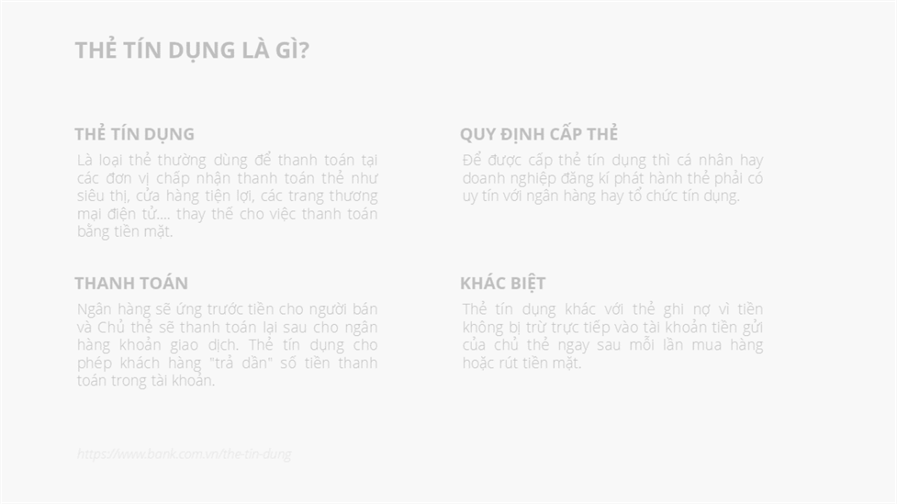 THẺ TÍN DỤNG LÀ GÌ?
THẺ TÍN DỤNG
Là loại thẻ thường dùng để thanh toán tại
các đơn vị chấp nhận thanh toán thẻ như
siêu thị, cửa hàng tiện lợi, các trang thương
mại điện tử.... thay thế cho việc thanh toán
bằng tiền mặt.
QUY ĐỊNH CẤP THẺ
Để được cấp thẻ tín dụng thì cá nhân hay
doanh nghiệp đăng kí phát hành thẻ phải có
uy tín với ngân hàng hay tổ chức tín dụng.
THANH TOÁN
Ngân hàng sẽ ứng trước tiền cho người bán
và Chủ thẻ sẽ thanh toán lại sau cho ngân
hàng khoản giao dịch. Thẻ tín dụng cho
phép khách hàng "trả dần" số tiền thanh
toán trong tài khoản.
KHÁC BIỆT
Thẻ tín dụng khác với thẻ ghi nợ vì tiền
không bị trừ trực tiếp vào tài khoản tiền gửi
của chủ thẻ ngay sau mỗi lần mua hàng
hoặc rút tiền mặt.
https://www.bank.com.vn/the-tin-dung